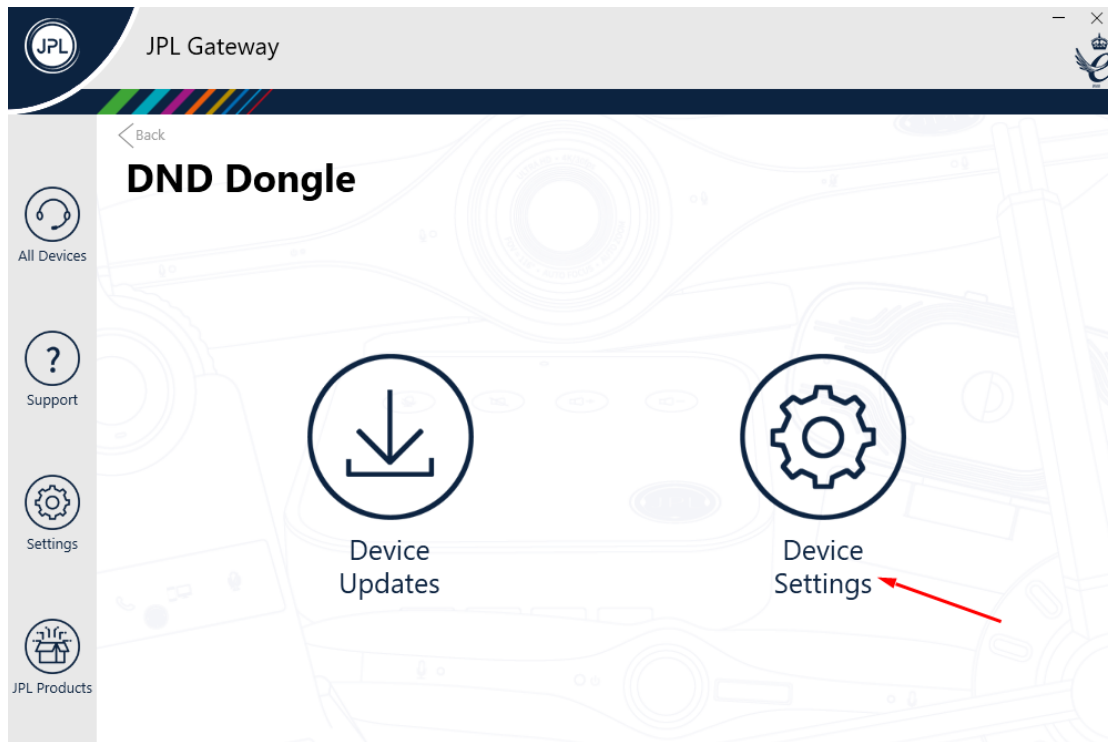 JPL
JPL Gateway
Back
DND Dongle
All Devices
?
Support
Settings
JPL Products
Device
Updates
Device
Settings